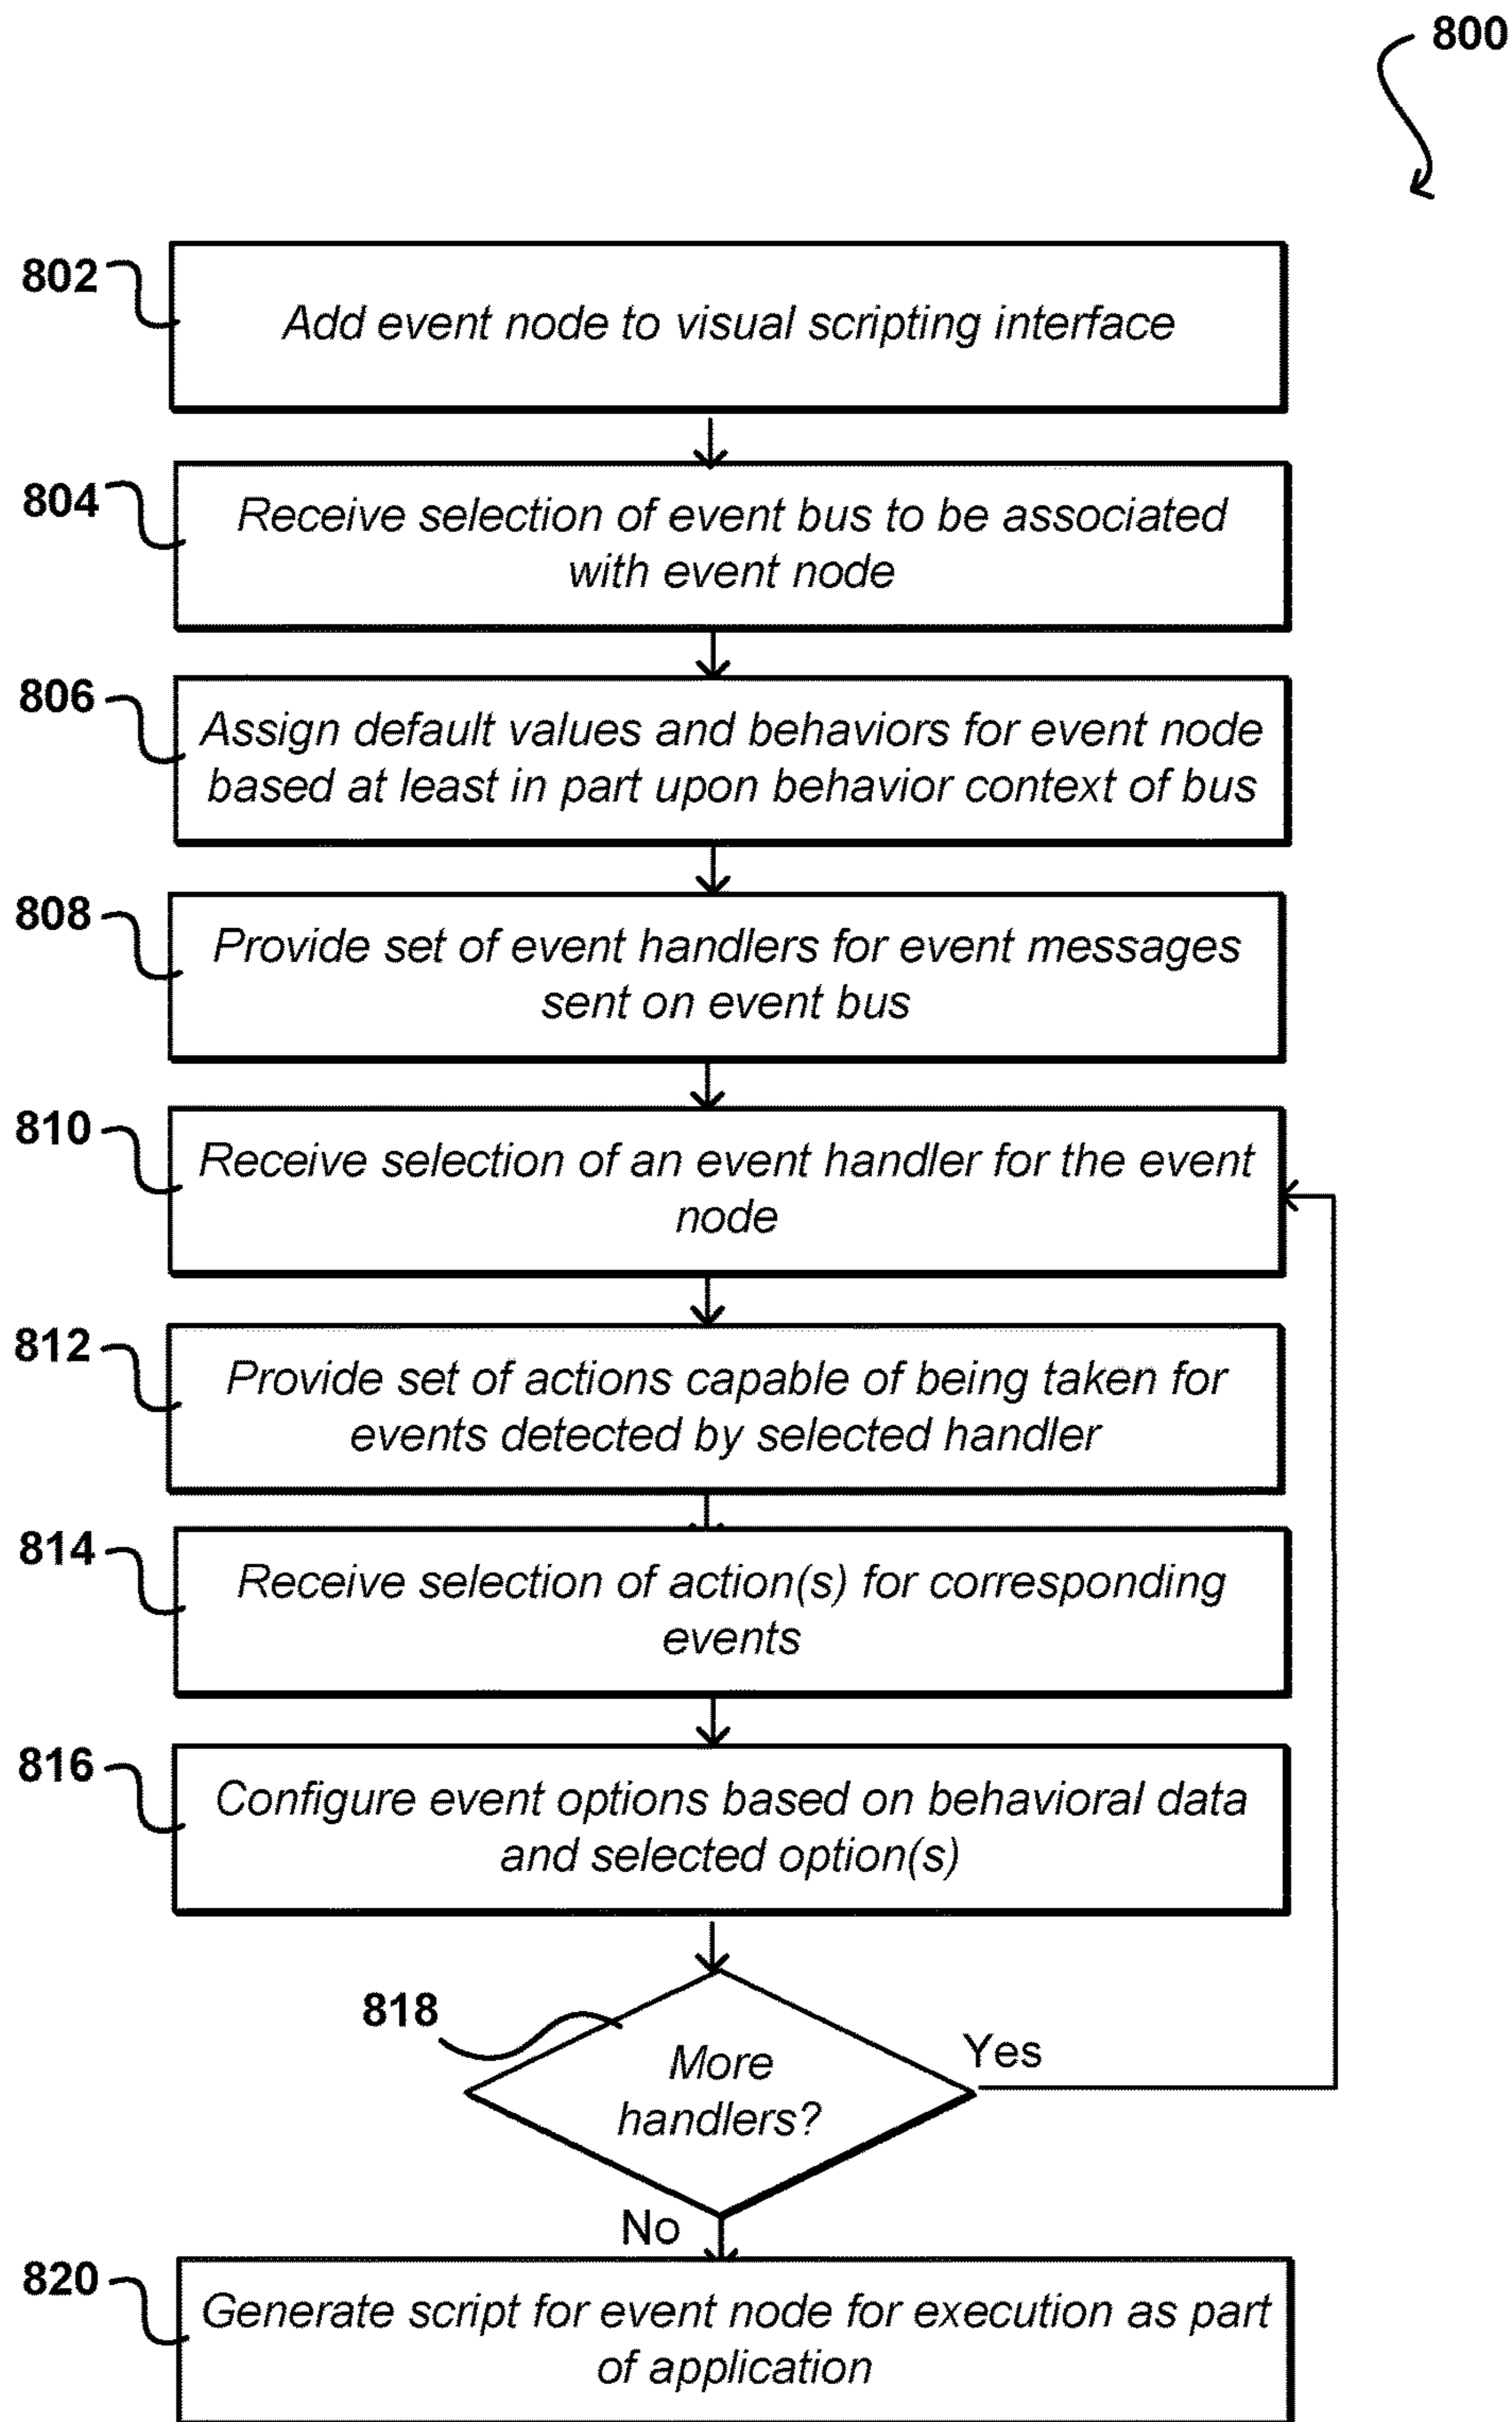 800
802
Add event node to visual scripting interface
804
Receive selection of event bus to be associated
with event node
806
Assign default values and behaviors for event node
based at least in part upon behavior context of bus
808
Provide set of event handlers for event messages
sent on event bus
810
Receive selection of an event handler for the event
node
812
Provide set of actions capable of being taken for
events detected by selected handler
814
Receive selection of action(s) for corresponding
events
816
Configure event options based on behavioral data
and selected option(s)
818
More
handlers?
Yes
No
820
Generate script for event node for execution as part
of application